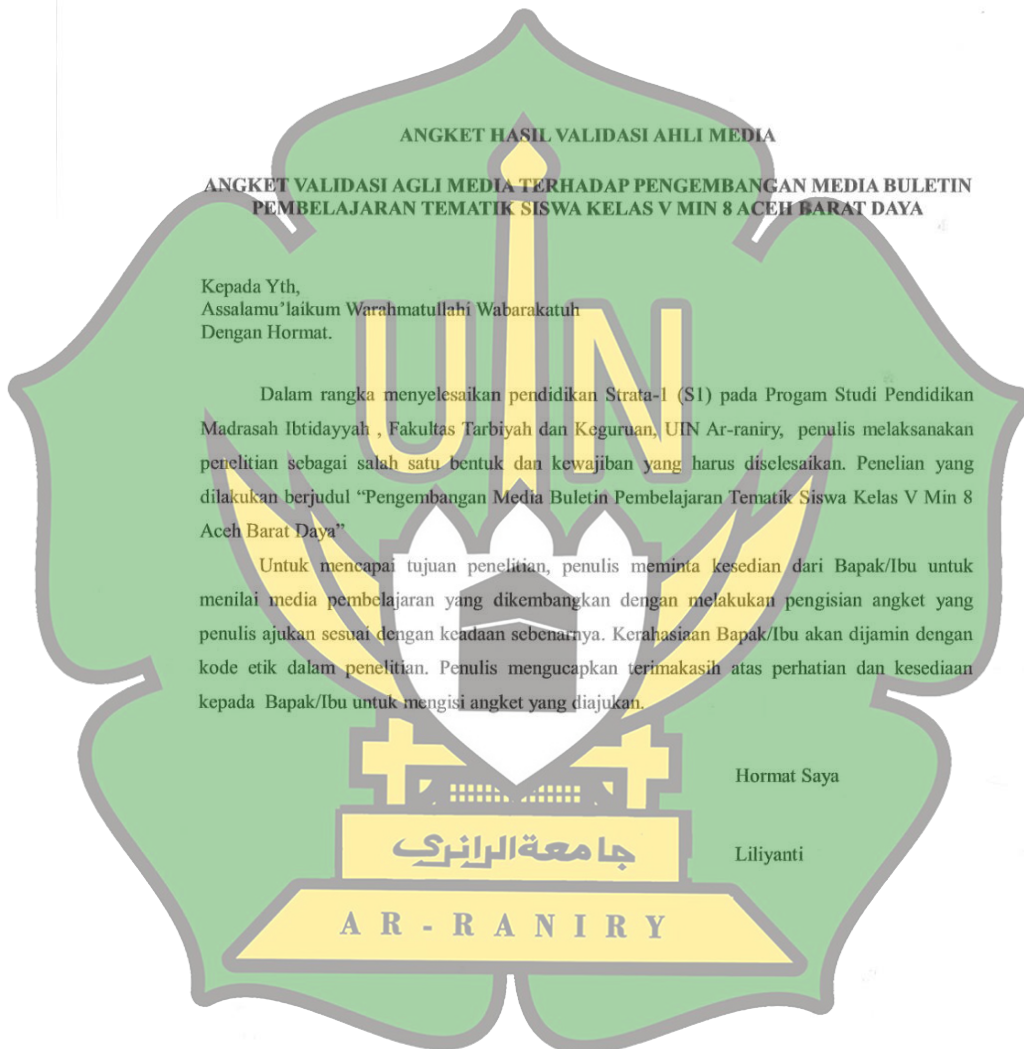 ANGKET HASIL VALIDASI AHLI MEDIA
ANGKET VALIDASI AGLI MEDIA TERHADAP PENGEMBANGAN MEDIA BULETIN
PEMBELAJARAN TEMATIK SISWA KELAS V MIN 8 ACEH BARAT DAYA
Kepada Yth,
Assalamu'laikum Warahmatullahi Wabarakatuh
Dengan Hormat.
Dalam rangka menyelesaikan pendidikan Strata-1 (S1) pada Progam Studi Pendidikan
Madrasah Ibtidayyah , Fakultas Tarbiyah dan Keguruan, UIN Ar-raniry, penulis melaksanakan
penelitian sebagai salah satu bentuk dan kewajiban yang harus diselesaikan. Penelian yang
dilakukan berjudul “Pengembangan Media Buletin Pembelajaran Tematik Siswa Kelas V Min 8
Aceh Barat Daya”
Untuk mencapai tujuan penelitian, penulis meminta kesedian dari Bapak/Ibu untuk
menilai media pembelajaran yang dikembangkan dengan melakukan pengisian angket yang
penulis ajukan sesuai dengan keadaan sebenarnya. Kerahasiaan Bapak/Ibu akan dijamin dengan
kode etik dalam penelitian. Penulis mengucapkan terimakasih atas perhatian dan kesediaan
kepada Bapak/Ibu untuk mengisi angket yang diajukan.
Hormat Saya
Liliyanti
UIN
جامعة الرانري
AR-RANIRY